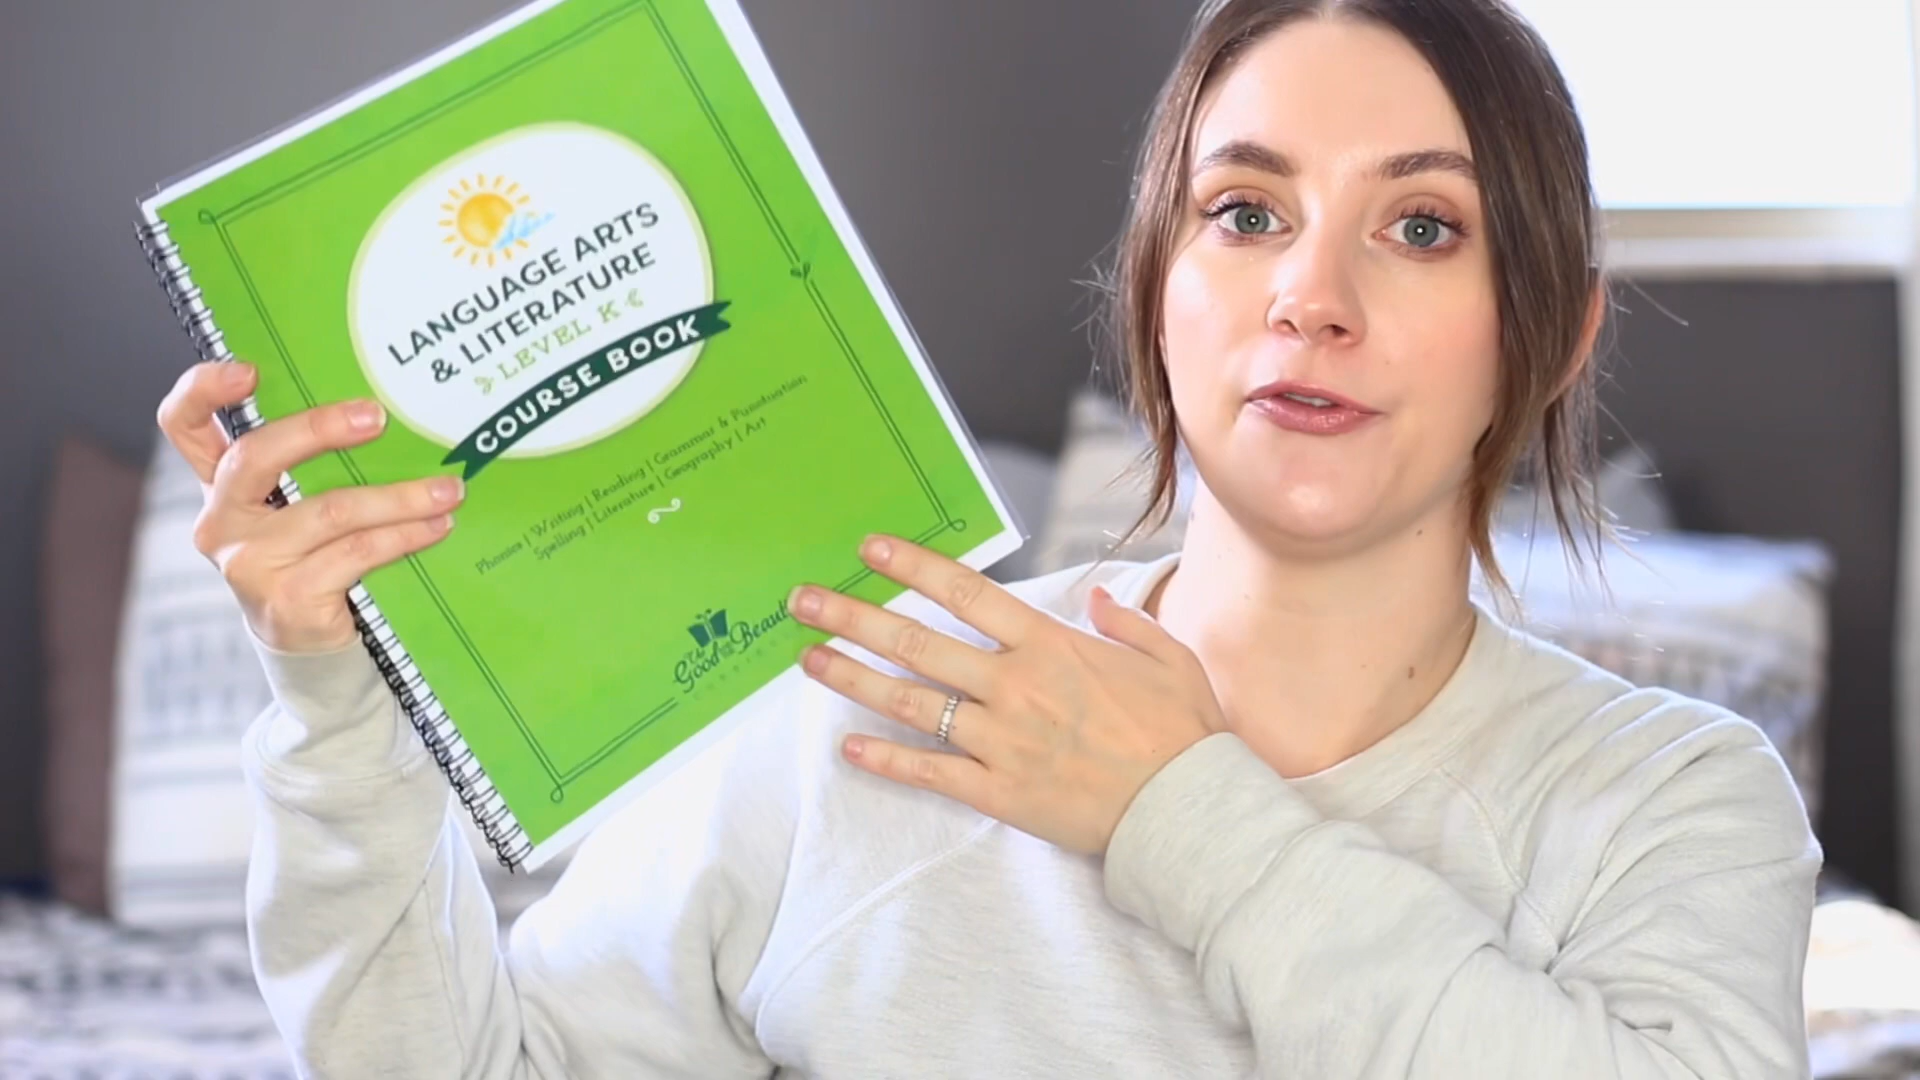 LANGUAGE ARTS
& LITERATURE
LEVEL K
COURSE BOOK
Phonics | Writing | Reading | Grammar & Punctuation
Spelling | Literature | Geography | Art
The
Good and the